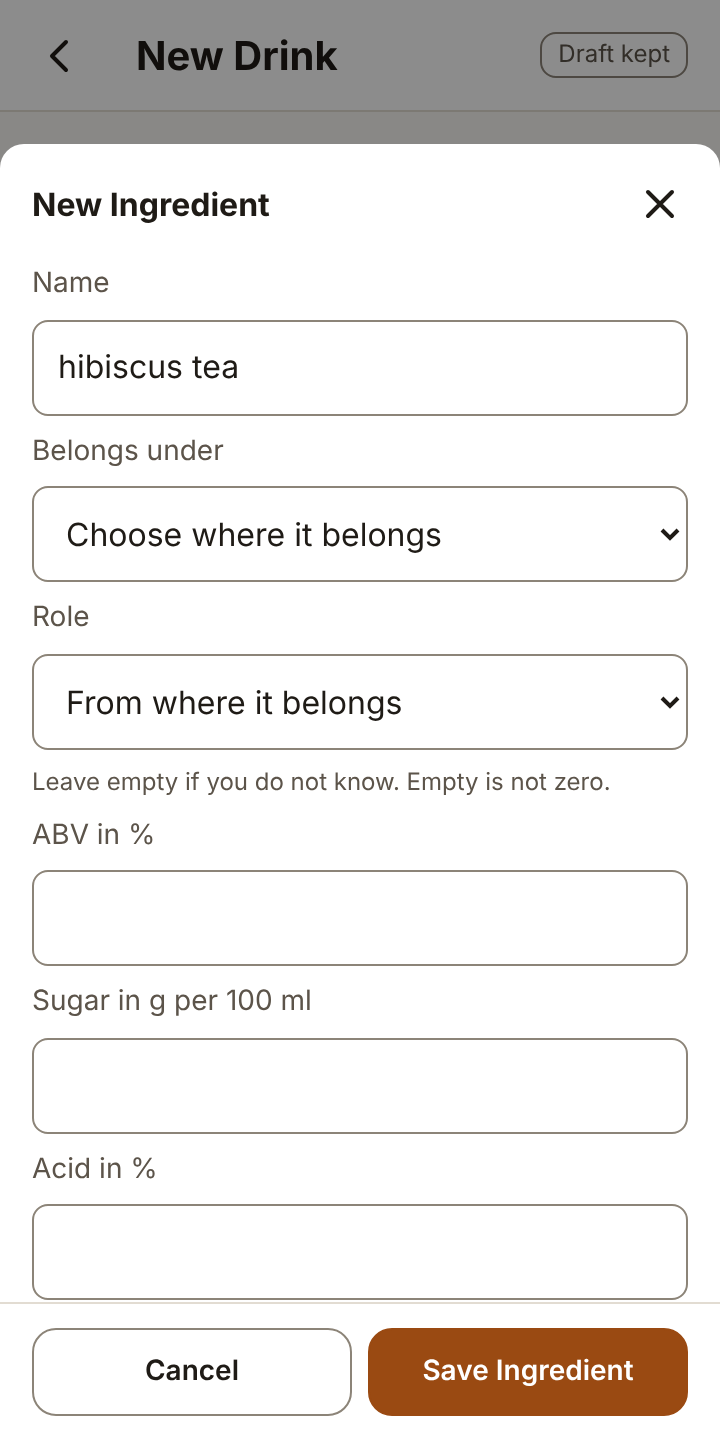 New Drink
Draft kept
New Ingredient
Name
hibiscus tea
Belongs under
Choose where it belongs
Role
From where it belongs
Leave empty if you do not know. Empty is not zero.
ABV in %
Sugar in g per 100 ml
Acid in %
Cancel
Save Ingredient